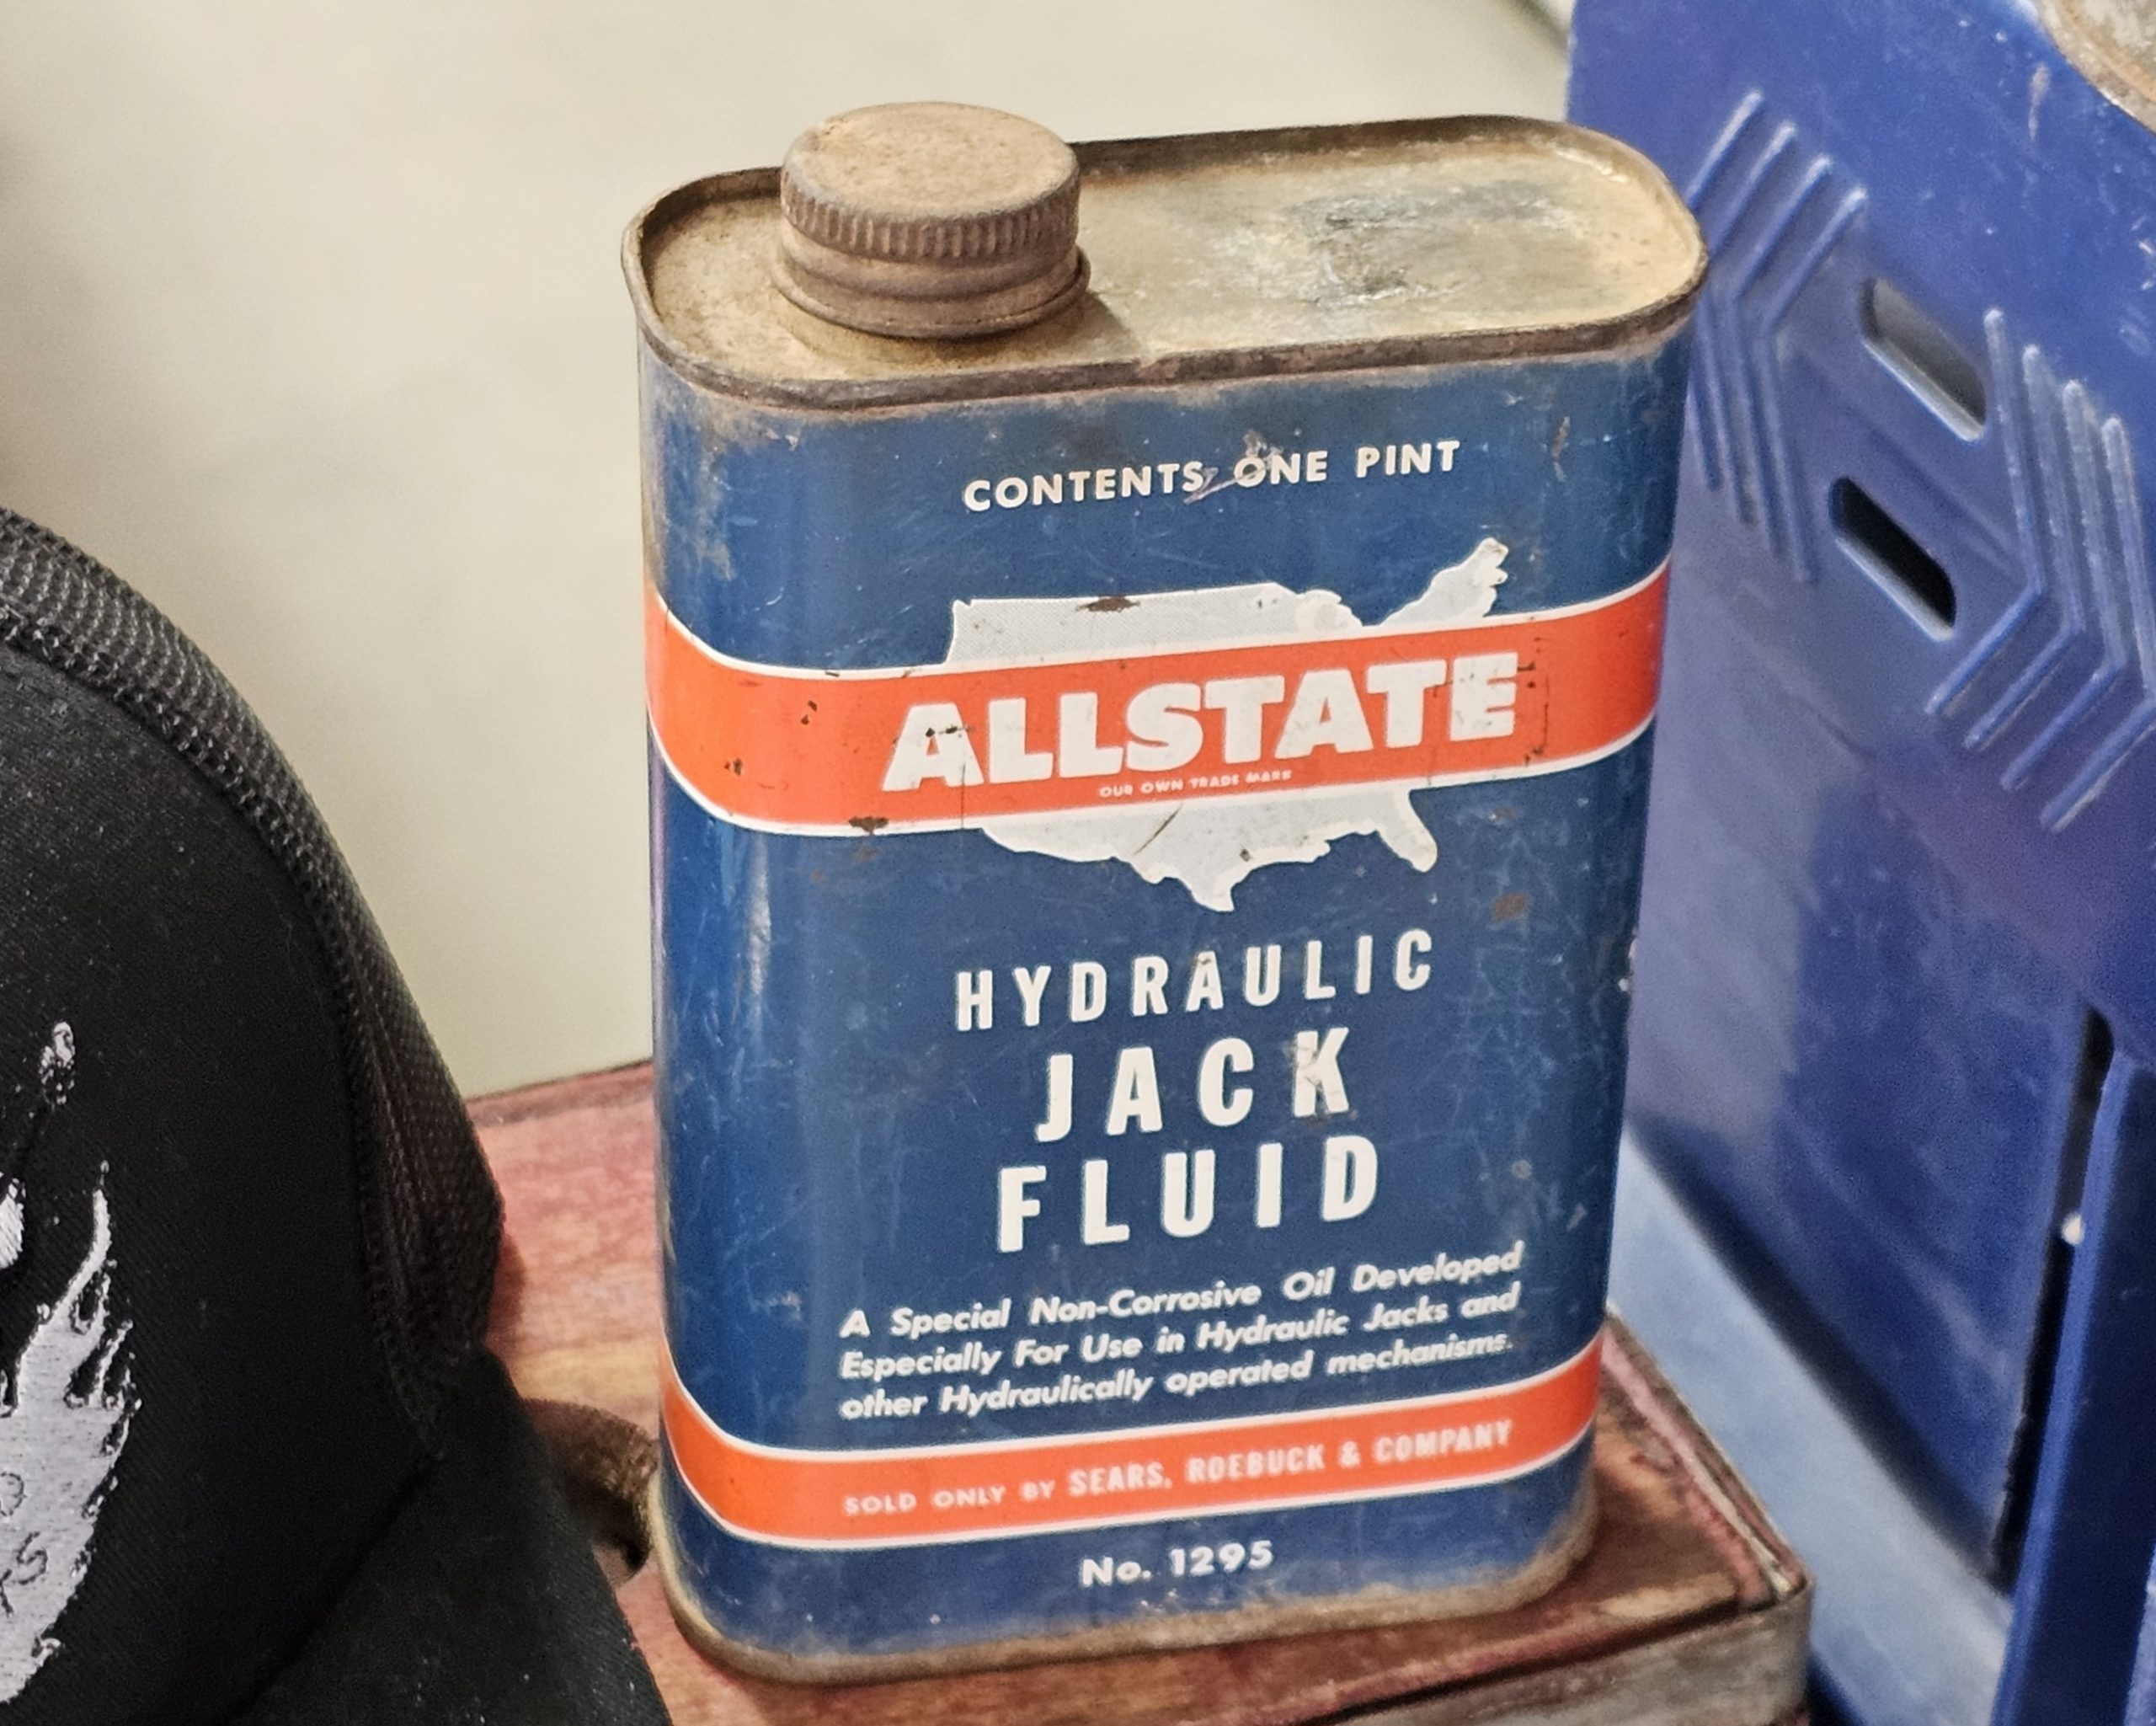 CONTENTS ONE PINT
ALLSTATE
OUR OWN TRADE MARK
HYDRAULIC
JACK
FLUID
A Special Non-Corrosive Oil Developed
Especially For Use in Hydraulic Jacks and
other Hydraulically operated mechanisms.
SOLD ONLY BY SEARS, ROEBUCK & COMPANY
No. 1295